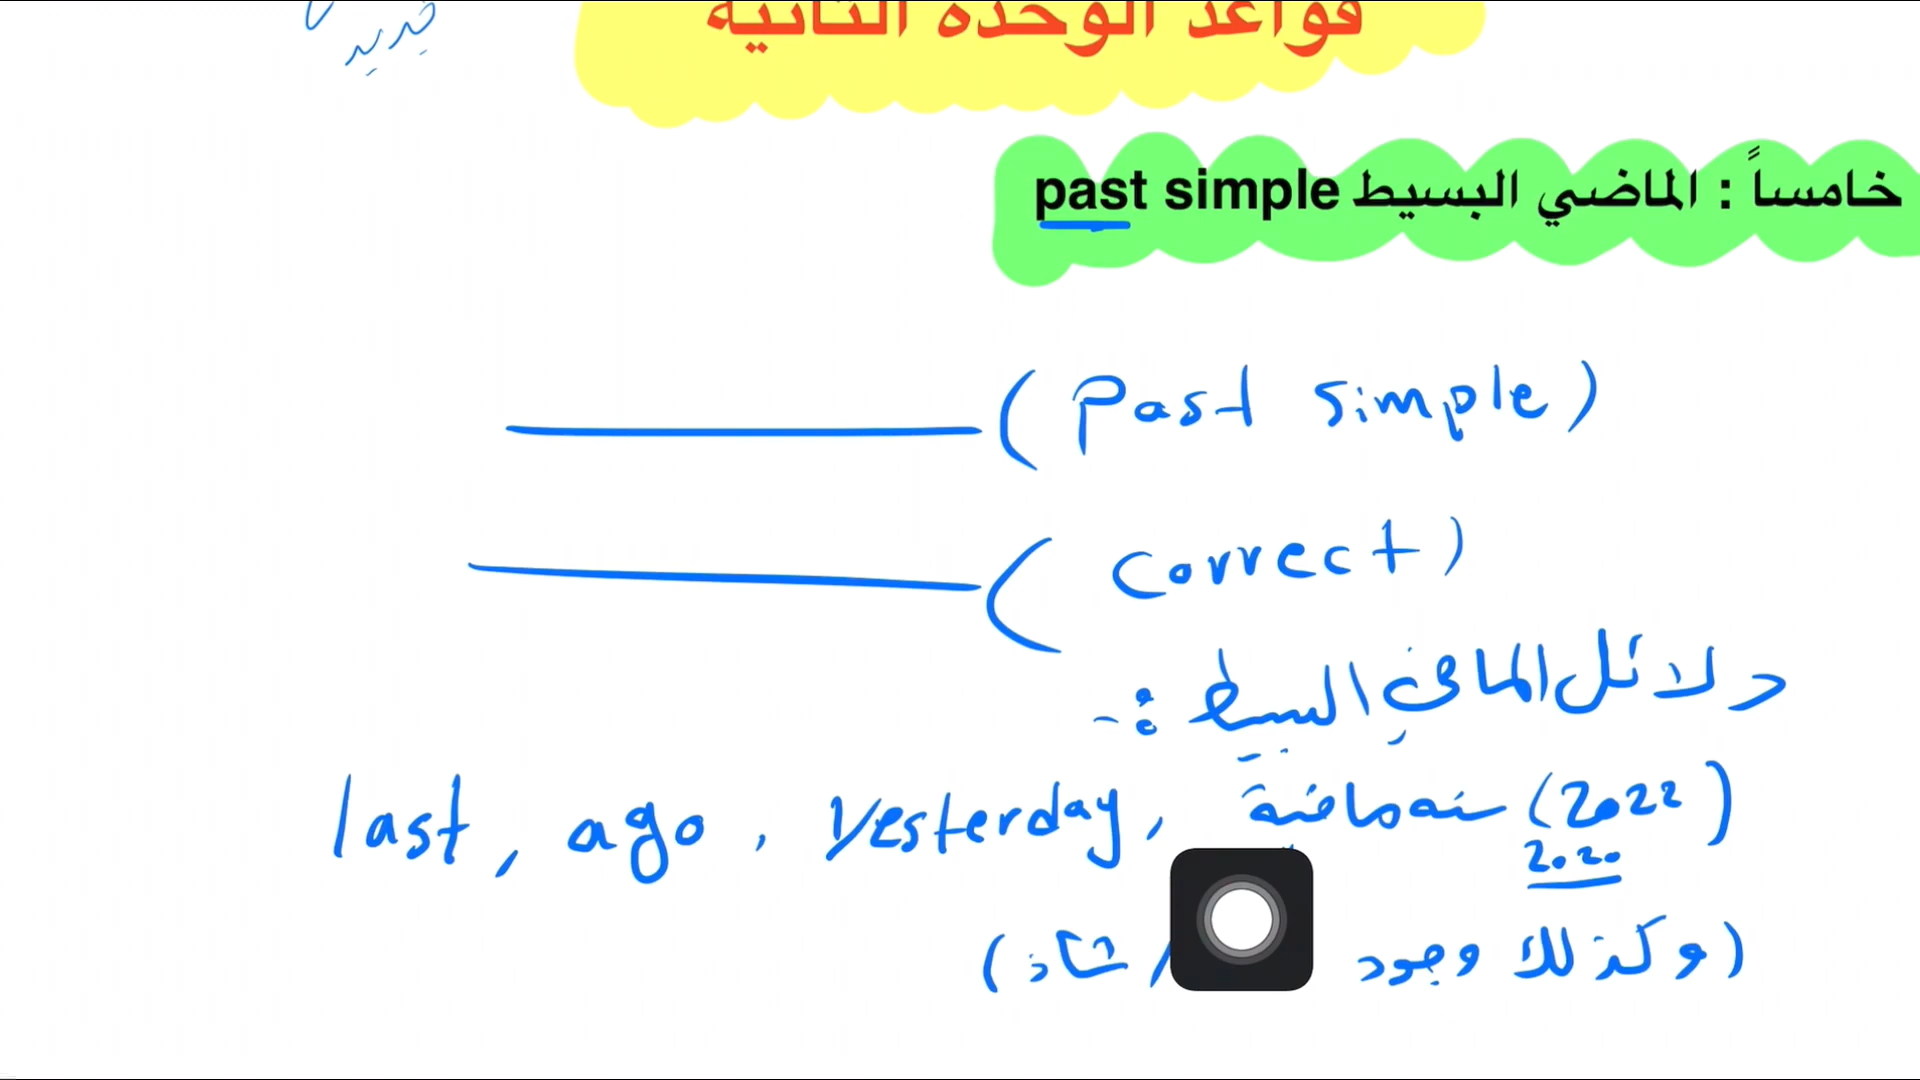 جديد
قواعد الوحدة الثانية
خامساً : الماضي البسيط past simple
(Past simple)
(correct)
دلائل الماضي البسيط :-
last, ago, yesterday, سنة ماضية (2022)
2020
(وكذلك وجود / شاذ)